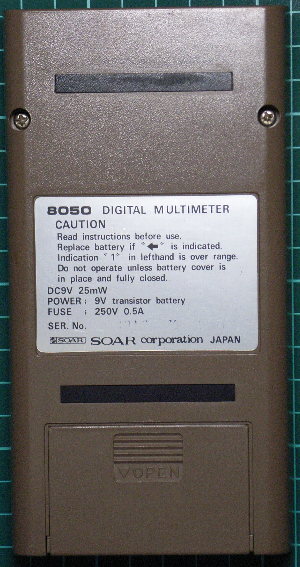 8050 DIGITAL MULTIMETER
CAUTION
Read instructions before use.
Replace battery if "←" is indicated.
Indication "1" in lefthand is over range.
Do not operate unless battery cover is
in place and fully closed.
DC9V 25mW
POWER : 9V transistor battery
FUSE : 250V 0.5A
SER. No.
SOAR SOAR corporation JAPAN
OPEN